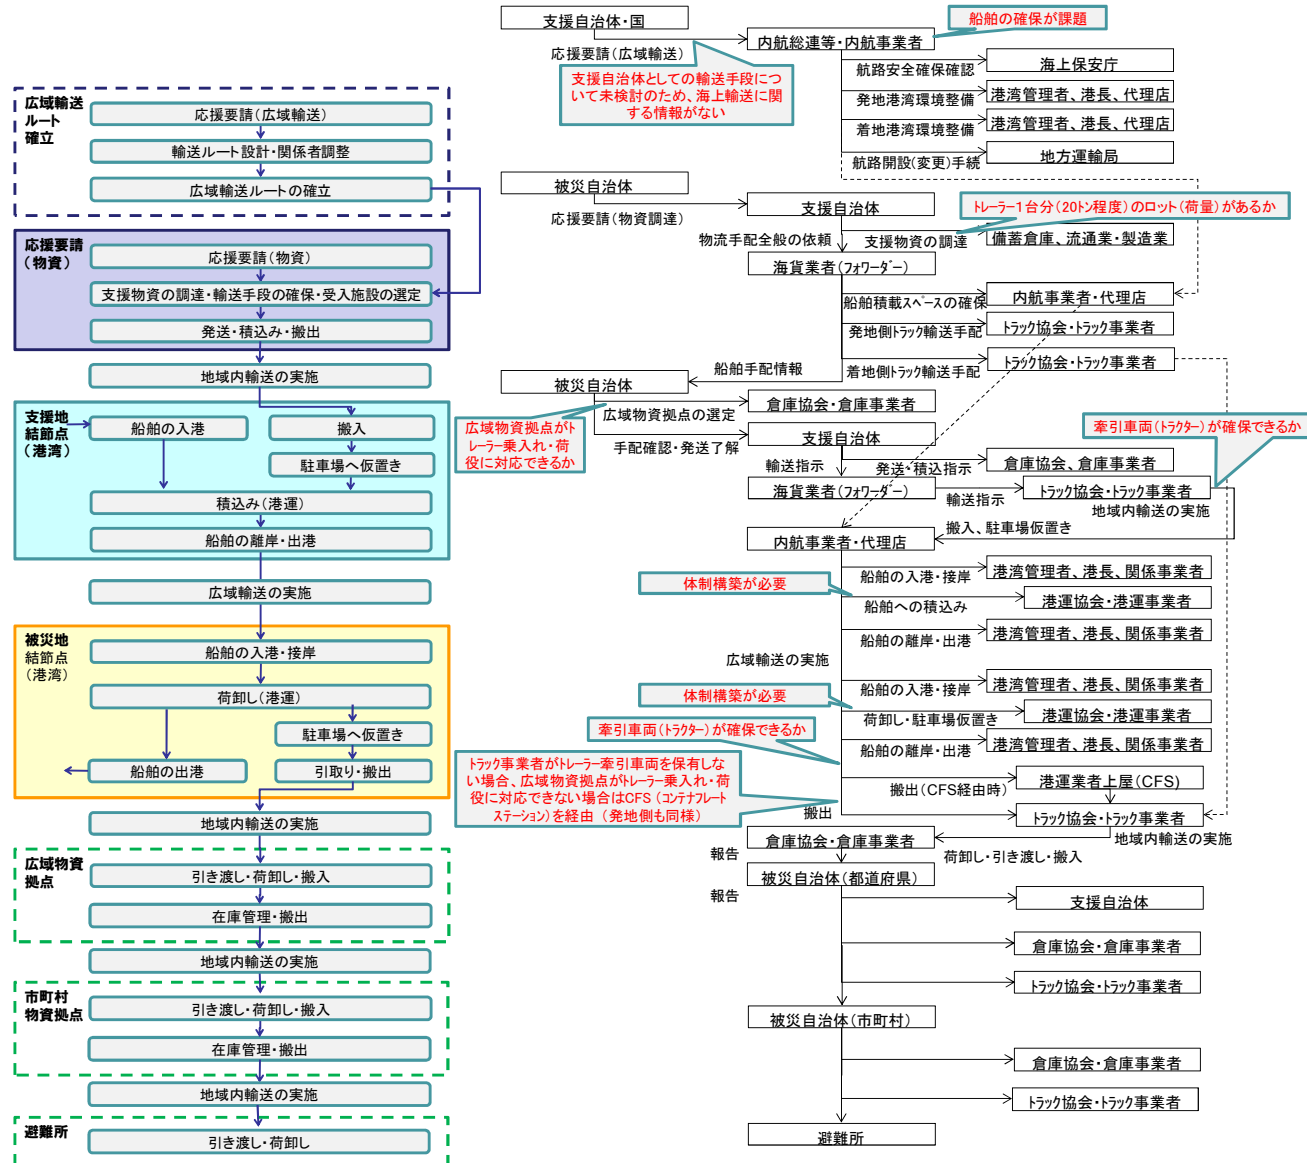 広域輸送
ルート
確立
応援要請(広域輸送)
輸送ルート設計・関係者調整
広域輸送ルートの確立
応援要請
(物資)
応援要請(物資)
支援物資の調達・輸送手段の確保・受入施設の選定
発送・積込み・搬出
地域内輸送の実施
支援地
結節点
(港湾)
船舶の入港
搬入
駐車場へ仮置き
積込み(港運)
船舶の離岸・出港
広域輸送の実施
被災地
結節点
(港湾)
船舶の入港・接岸
荷卸し(港運)
駐車場へ仮置き
船舶の出港
引取り・搬出
地域内輸送の実施
広域物資
拠点
引き渡し・荷卸し・搬入
在庫管理・搬出
地域内輸送の実施
市町村
物資拠点
引き渡し・荷卸し・搬入
在庫管理・搬出
地域内輸送の実施
避難所
引き渡し・荷卸し
支援自治体・国
応援要請(広域輸送)
内航総連等・内航事業者
船舶の確保が課題
支援自治体としての輸送手段につ
いて未検討のため、海上輸送に関
する情報がない
航路安全確保確認
海上保安庁
発地港湾環境整備
港湾管理者、港長、代理店
着地港湾環境整備
港湾管理者、港長、代理店
航路開設(変更)手続
地方運輸局
被災自治体
応援要請(物資調達)
支援自治体
トレーラー1台分(20トン程度)のロット(荷量)があるか
物流手配全般の依頼
支援物資の調達
備蓄倉庫、流通業・製造業
海貨業者(フォワーダー)
船舶積載スペースの確保
内航事業者・代理店
発地側トラック輸送手配
トラック協会・トラック事業者
着地側トラック輸送手配
トラック協会・トラック事業者
船舶手配情報
被災自治体
広域物資拠点の選定
倉庫協会・倉庫事業者
広域物資拠点がト
レーラー乗入れ・荷
役に対応できるか
手配確認・発送了解
支援自治体
牽引車両(トラクター)が確保できるか
輸送指示
発送・積込指示
倉庫協会、倉庫事業者
海貨業者(フォワーダー)
輸送指示
トラック協会・トラック事業者
地域内輸送の実施
搬入、駐車場仮置き
内航事業者・代理店
船舶の入港・接岸
港湾管理者、港長、関係事業者
体制構築が必要
船舶への積込み
港運協会・港運事業者
船舶の離岸・出港
港湾管理者、港長、関係事業者
広域輸送の実施
船舶の入港・接岸
港湾管理者、港長、関係事業者
体制構築が必要
荷卸し・駐車場仮置き
港運協会・港運事業者
牽引車両(トラクター)が確保できるか
船舶の離岸・出港
港湾管理者、港長、関係事業者
トラック事業者がトレーラー牽引車両を保有しな
い場合、広域物資拠点がトレーラー乗入れ・荷
役に対応できない場合はCFS(コンテナフレート
ステーション)を経由 (発地側も同様)
搬出(CFS経由時)
港運業者上屋(CFS)
搬出
トラック協会・トラック事業者
地域内輸送の実施
荷卸し・引き渡し・搬入
倉庫協会・倉庫事業者
報告
被災自治体(都道府県)
報告
支援自治体
倉庫協会・倉庫事業者
トラック協会・トラック事業者
被災自治体(市町村)
倉庫協会・倉庫事業者
トラック協会・トラック事業者
避難所